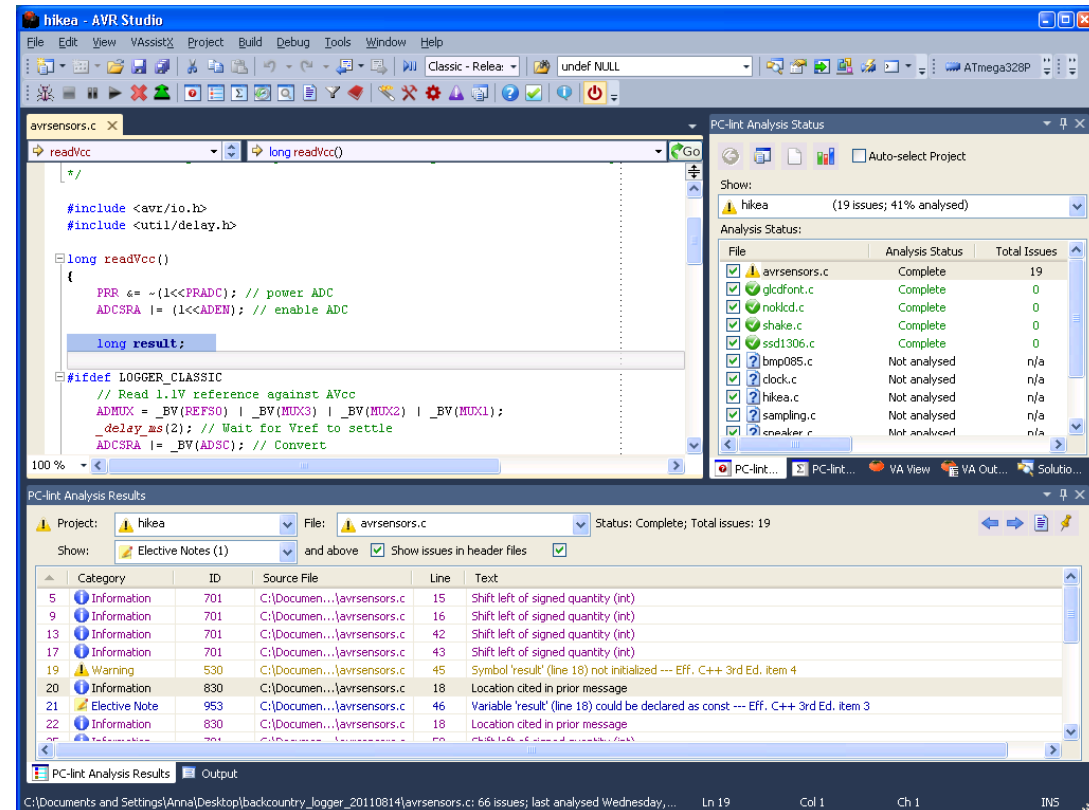 hikea - AVR Studio
File Edit View VAssistX Project Build Debug Tools Window Help
Classic - Relea: undef NULL ATmega328P
avrsensors.c
readVcc long readVcc() Go
*/
#include <avr/io.h>
#include <util/delay.h>
long readVcc()
{
PRR &= ~(1<<PRADC); // power ADC
ADCSRA |= (1<<ADEN); // enable ADC
long result;
#ifdef LOGGER_CLASSIC
// Read 1.1V reference against AVcc
ADMUX = _BV(REFS0) | _BV(MUX3) | _BV(MUX2) | _BV(MUX1);
_delay_ms(2); // Wait for Vref to settle
ADCSRA |= _BV(ADSC); // Convert
100 %
PC-lint Analysis Status
Auto-select Project
Show:
hikea (19 issues; 41% analysed)
Analysis Status:
File Analysis Status Total Issues
avrsensors.c Complete 19
glcdfont.c Complete 0
noklcd.c Complete 0
shake.c Complete 0
ssd1306.c Complete 0
bmp085.c Not analysed n/a
clock.c Not analysed n/a
hikea.c Not analysed n/a
sampling.c Not analysed n/a
speaker.c Not analysed n/a
PC-lint... PC-lint... VA View VA Out... Solutio...
PC-lint Analysis Results
Project: hikea File: avrsensors.c Status: Complete; Total issues: 19
Show: Elective Notes (1) and above Show issues in header files
Category ID Source File Line Text
5 Information 701 C:\Documen...\avrsensors.c 15 Shift left of signed quantity (int)
9 Information 701 C:\Documen...\avrsensors.c 16 Shift left of signed quantity (int)
13 Information 701 C:\Documen...\avrsensors.c 42 Shift left of signed quantity (int)
17 Information 701 C:\Documen...\avrsensors.c 43 Shift left of signed quantity (int)
19 Warning 530 C:\Documen...\avrsensors.c 45 Symbol 'result' (line 18) not initialized --- Eff. C++ 3rd Ed. item 4
20 Information 830 C:\Documen...\avrsensors.c 18 Location cited in prior message
21 Elective Note 953 C:\Documen...\avrsensors.c 46 Variable 'result' (line 18) could be declared as const --- Eff. C++ 3rd Ed. item 3
22 Information 830 C:\Documen...\avrsensors.c 18 Location cited in prior message
PC-lint Analysis Results Output
C:\Documents and Settings\Anna\Desktop\backcountry_logger_20110814\avrsensors.c: 66 issues; last analysed Wednesday,... Ln 19 Col 1 Ch 1 INS